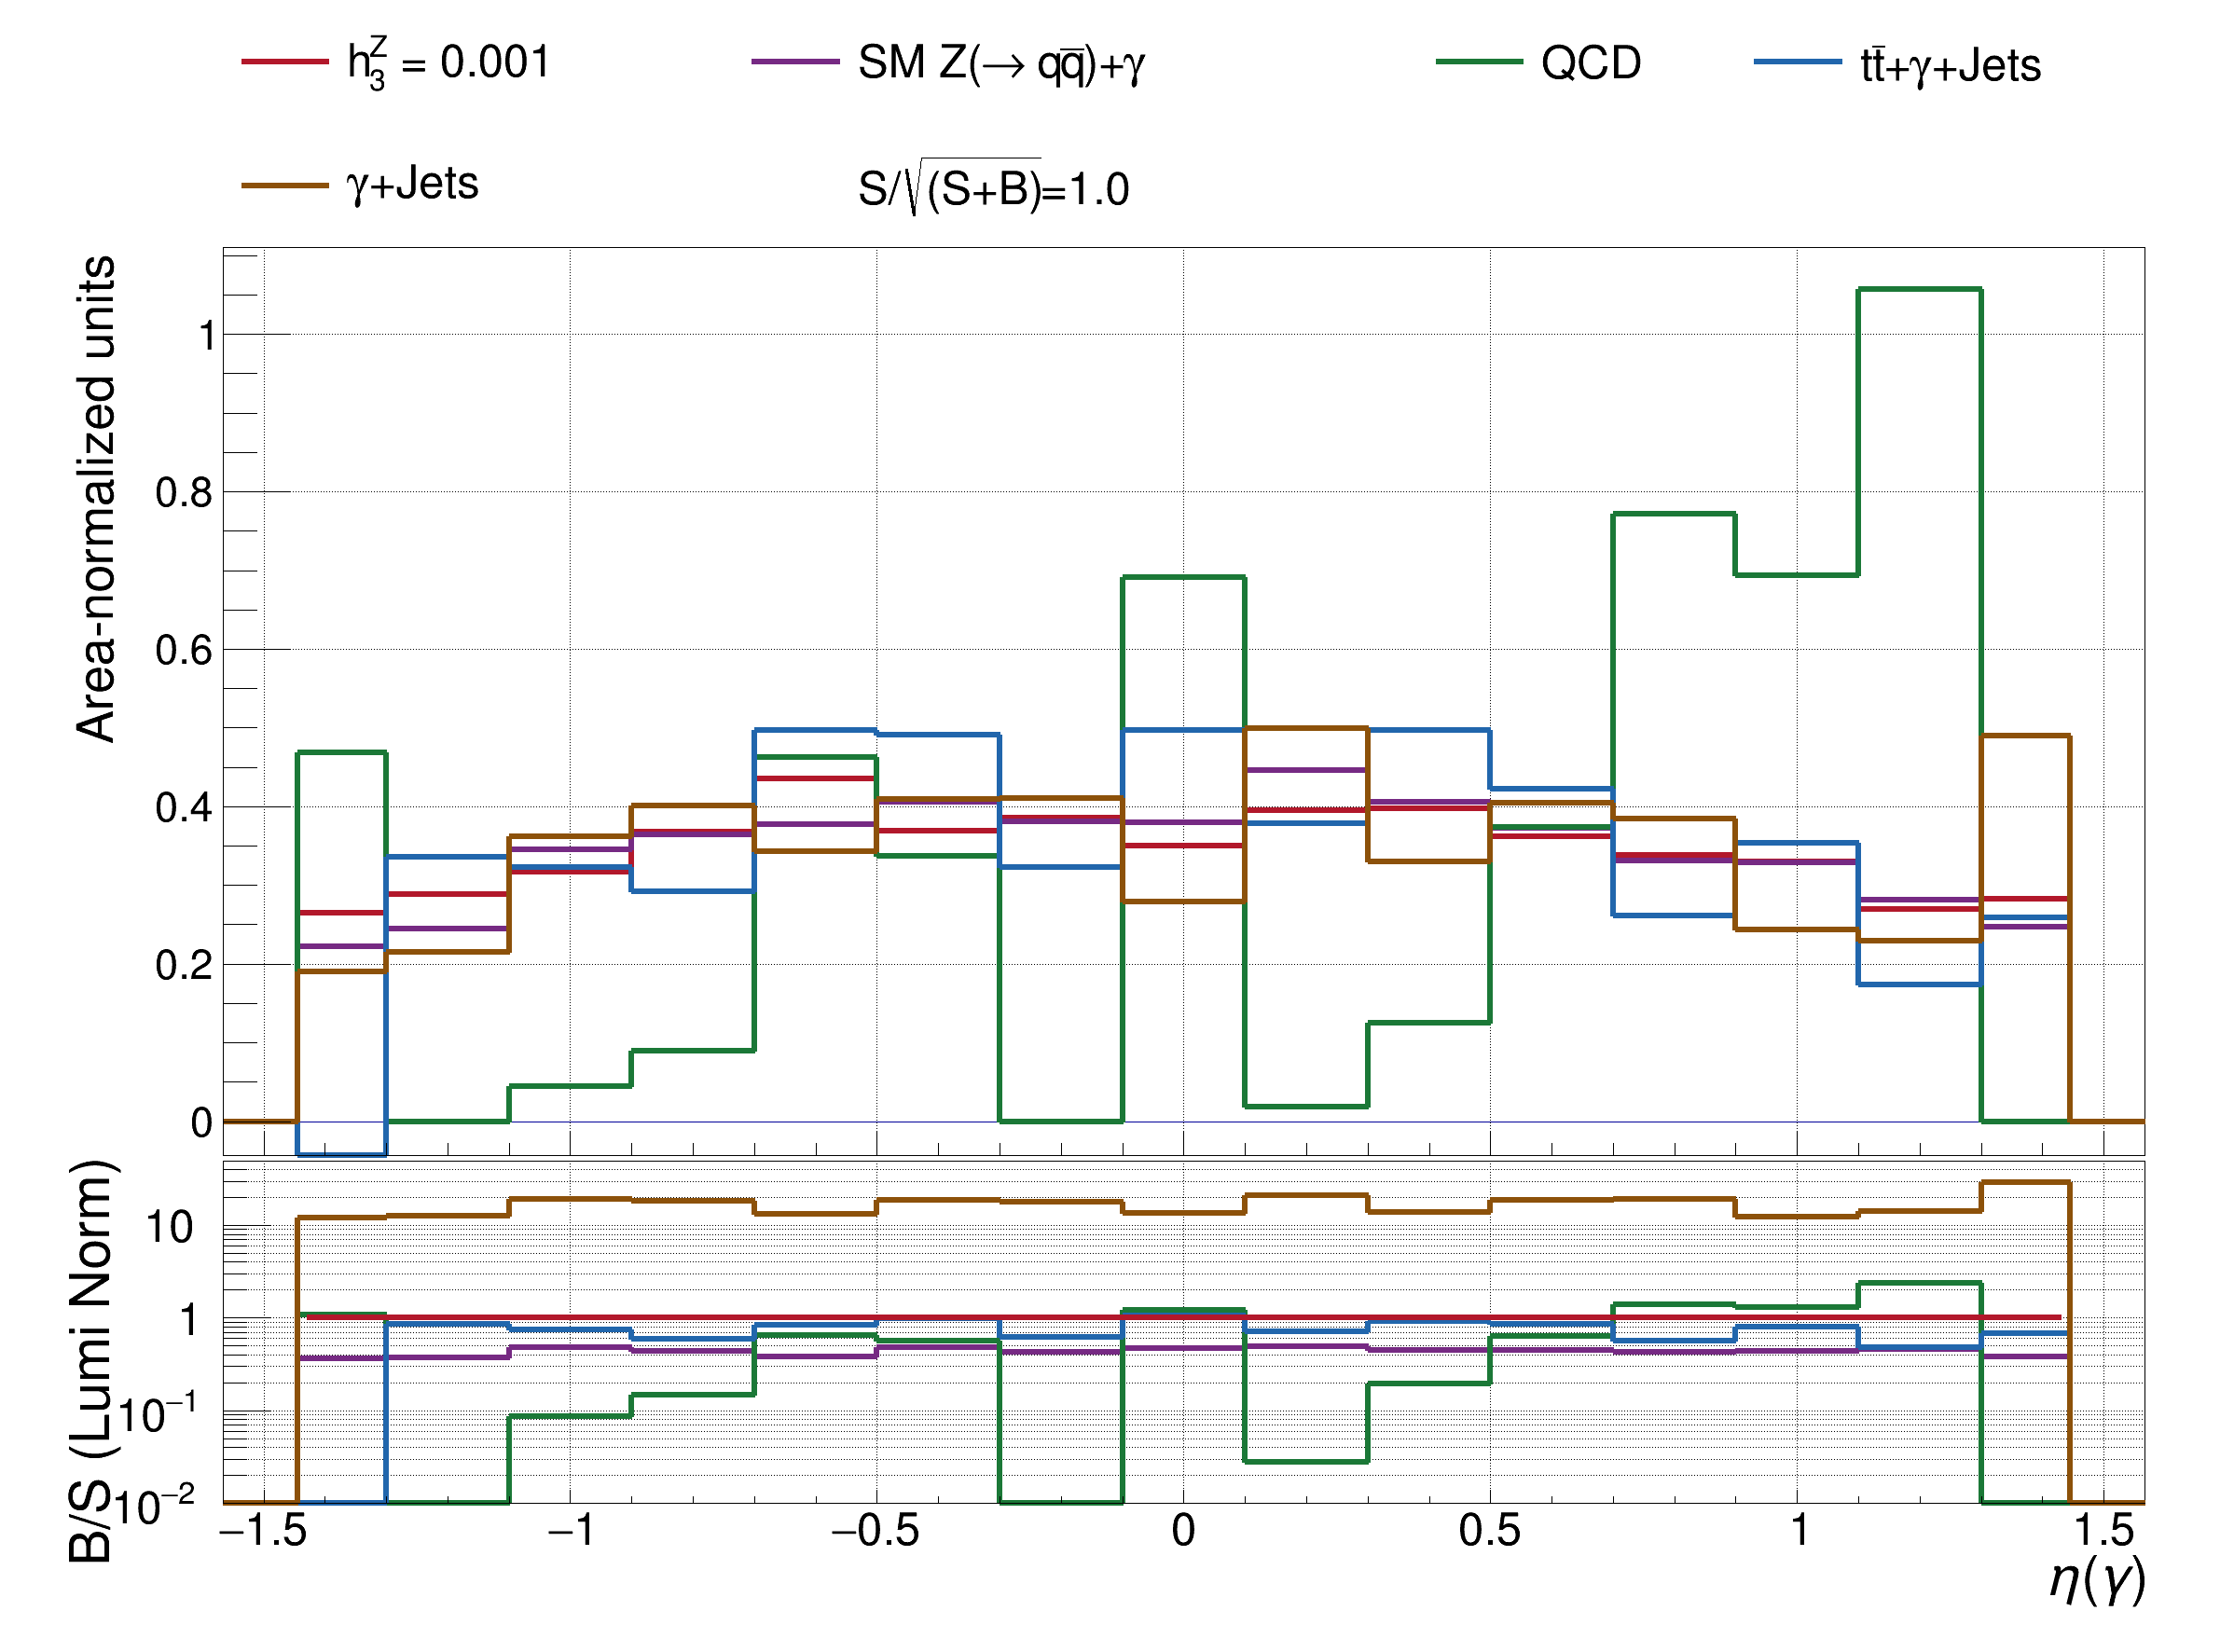 h₃ᶻ = 0.001 SM Z(→ qq̅)+γ QCD tt̅+γ+Jets
γ+Jets S/√(S+B)=1.0
Area-normalized units
1
0.8
0.6
0.4
0.2
0
B/S (Lumi Norm)
10
1
10⁻¹
10⁻²
−1.5 −1 −0.5 0 0.5 1 1.5
η(γ)